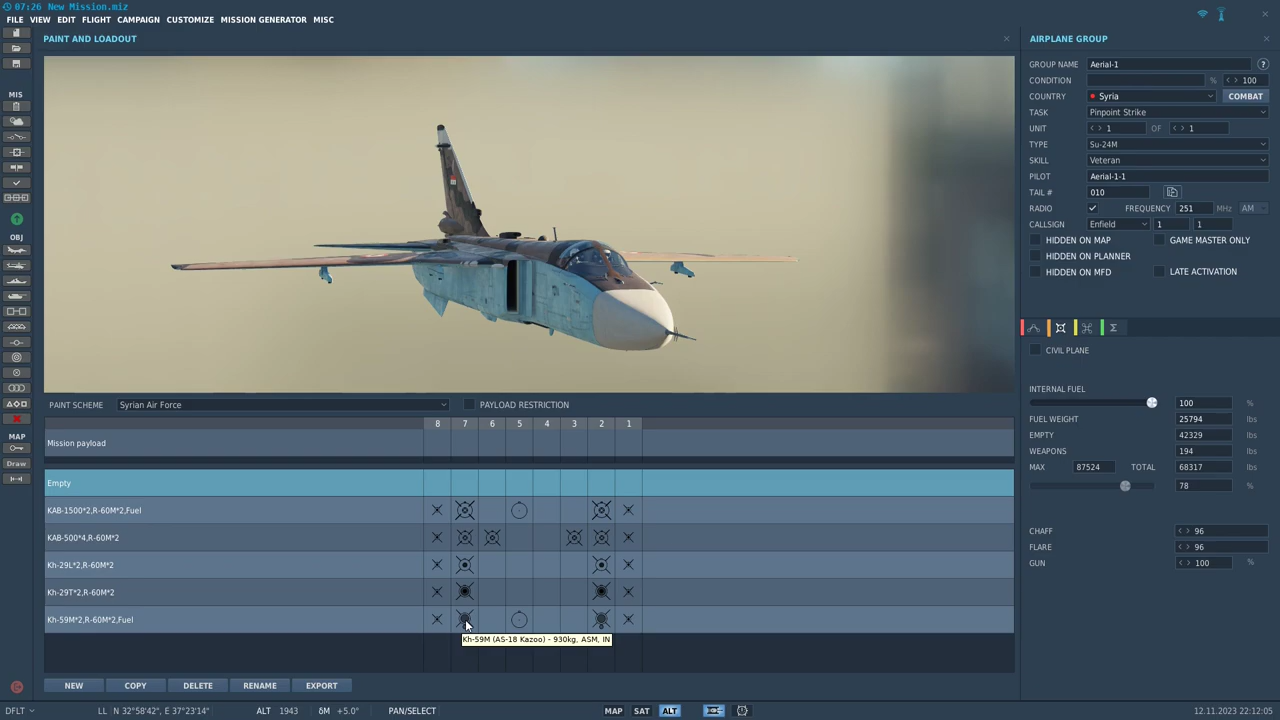 07:26 New Mission.miz
FILE VIEW EDIT FLIGHT CAMPAIGN CUSTOMIZE MISSION GENERATOR MISC
PAINT AND LOADOUT
MIS
OBJ
MAP
Draw
PAINT SCHEME Syrian Air Force PAYLOAD RESTRICTION
8 7 6 5 4 3 2 1
Mission payload
Empty
KAB-1500*2,R-60M*2,Fuel
KAB-500*4,R-60M*2
Kh-29L*2,R-60M*2
Kh-29T*2,R-60M*2
Kh-59M*2,R-60M*2,Fuel
Kh-59M (AS-18 Kazoo) - 930kg, ASM, IN
NEW COPY DELETE RENAME EXPORT
AIRPLANE GROUP
GROUP NAME Aerial-1 ?
CONDITION % < > 100
COUNTRY Syria COMBAT
TASK Pinpoint Strike
UNIT < > 1 OF < > 1
TYPE Su-24M
SKILL Veteran
PILOT Aerial-1-1
TAIL # 010
RADIO FREQUENCY 251 MHz AM
CALLSIGN Enfield 1 1
HIDDEN ON MAP GAME MASTER ONLY
HIDDEN ON PLANNER
HIDDEN ON MFD LATE ACTIVATION
Σ
CIVIL PLANE
INTERNAL FUEL
100 %
FUEL WEIGHT 25794 lbs
EMPTY 42329 lbs
WEAPONS 194 lbs
MAX 87524 TOTAL 68317 lbs
78 %
CHAFF < > 96
FLARE < > 96
GUN < > 100 %
DFLT LL N 32°58'42", E 37°23'14" ALT 1943 δM +5.0° PAN/SELECT MAP SAT ALT 12.11.2023 22:12:05